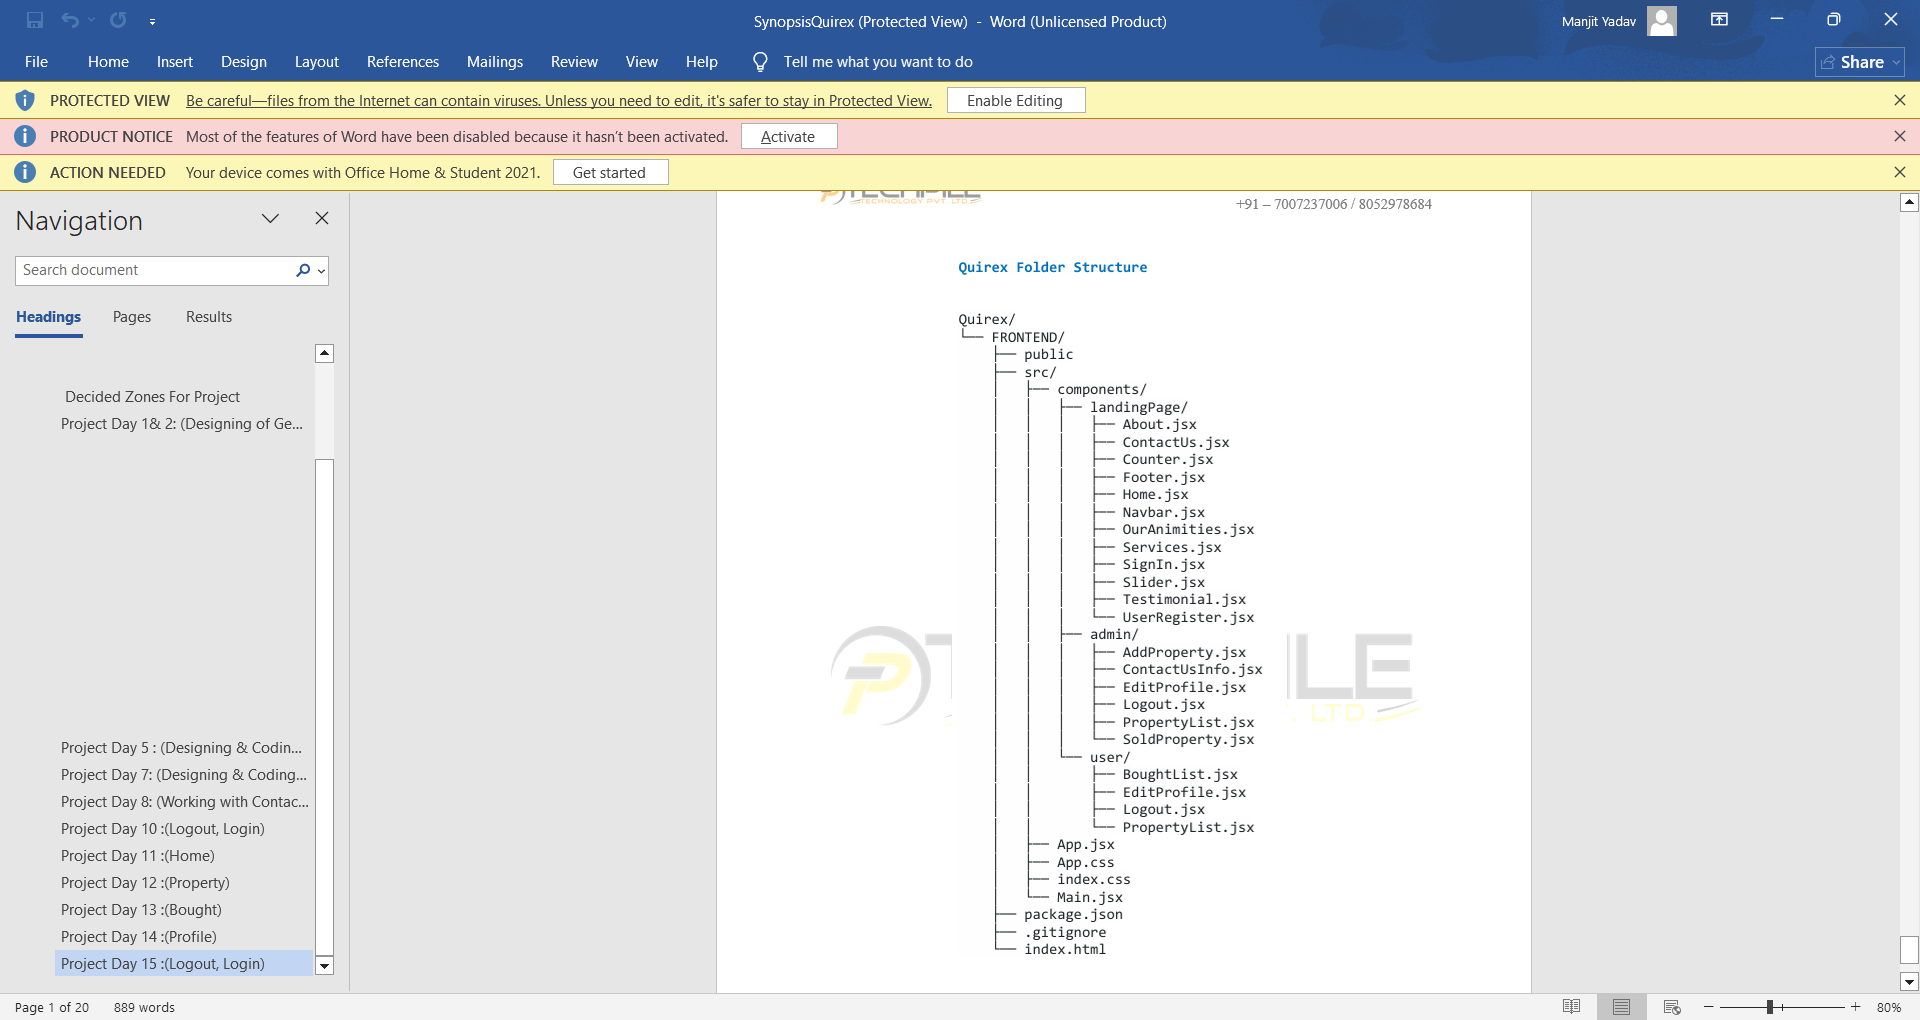 SynopsisQuirex (Protected View) - Word (Unlicensed Product)
Manjit Yadav
File Home Insert Design Layout References Mailings Review View Help Tell me what you want to do
Share
PROTECTED VIEW Be careful—files from the Internet can contain viruses. Unless you need to edit, it's safer to stay in Protected View. Enable Editing
PRODUCT NOTICE Most of the features of Word have been disabled because it hasn't been activated. Activate
ACTION NEEDED Your device comes with Office Home & Student 2021. Get started
Navigation
Search document
Headings Pages Results
Decided Zones For Project
Project Day 1& 2: (Designing of Ge...
Project Day 5 : (Designing & Codin...
Project Day 7: (Designing & Coding...
Project Day 8: (Working with Contac...
Project Day 10 :(Logout, Login)
Project Day 11 :(Home)
Project Day 12 :(Property)
Project Day 13 :(Bought)
Project Day 14 :(Profile)
Project Day 15 :(Logout, Login)
TECHNOLOGY PVT. LTD.
+91 – 7007237006 / 8052978684
Quirex Folder Structure
Quirex/
└── FRONTEND/
    ├── public
    ├── src/
    │   ├── components/
    │   │   ├── landingPage/
    │   │   │   ├── About.jsx
    │   │   │   ├── ContactUs.jsx
    │   │   │   ├── Counter.jsx
    │   │   │   ├── Footer.jsx
    │   │   │   ├── Home.jsx
    │   │   │   ├── Navbar.jsx
    │   │   │   ├── OurAnimities.jsx
    │   │   │   ├── Services.jsx
    │   │   │   ├── SignIn.jsx
    │   │   │   ├── Slider.jsx
    │   │   │   ├── Testimonial.jsx
    │   │   │   └── UserRegister.jsx
    │   │   ├── admin/
    │   │   │   ├── AddProperty.jsx
    │   │   │   ├── ContactUsInfo.jsx
    │   │   │   ├── EditProfile.jsx
    │   │   │   ├── Logout.jsx
    │   │   │   ├── PropertyList.jsx
    │   │   │   └── SoldProperty.jsx
    │   │   └── user/
    │   │       ├── BoughtList.jsx
    │   │       ├── EditProfile.jsx
    │   │       ├── Logout.jsx
    │   │       └── PropertyList.jsx
    │   ├── App.jsx
    │   ├── App.css
    │   ├── index.css
    │   └── Main.jsx
    ├── package.json
    ├── .gitignore
    └── index.html
LTD
Page 1 of 20 889 words
80%